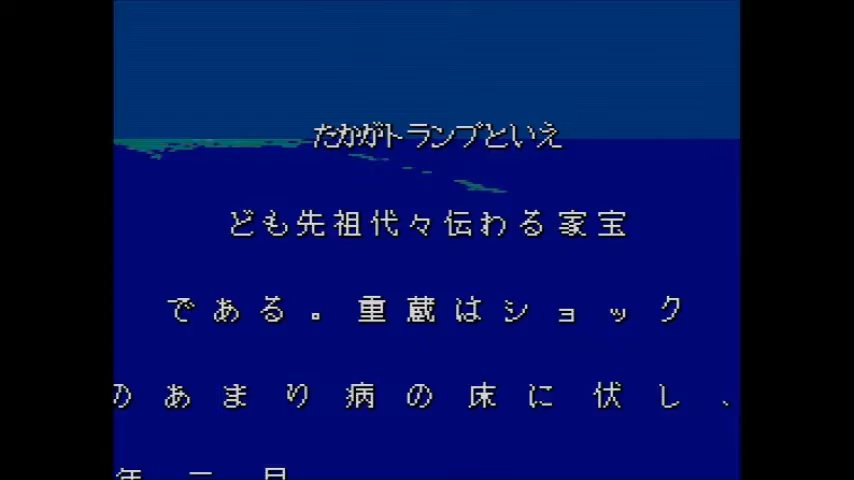 たかがトランプといえ
ども先祖代々伝わる家宝
である。重蔵はショック
のあまり病の床に伏し、